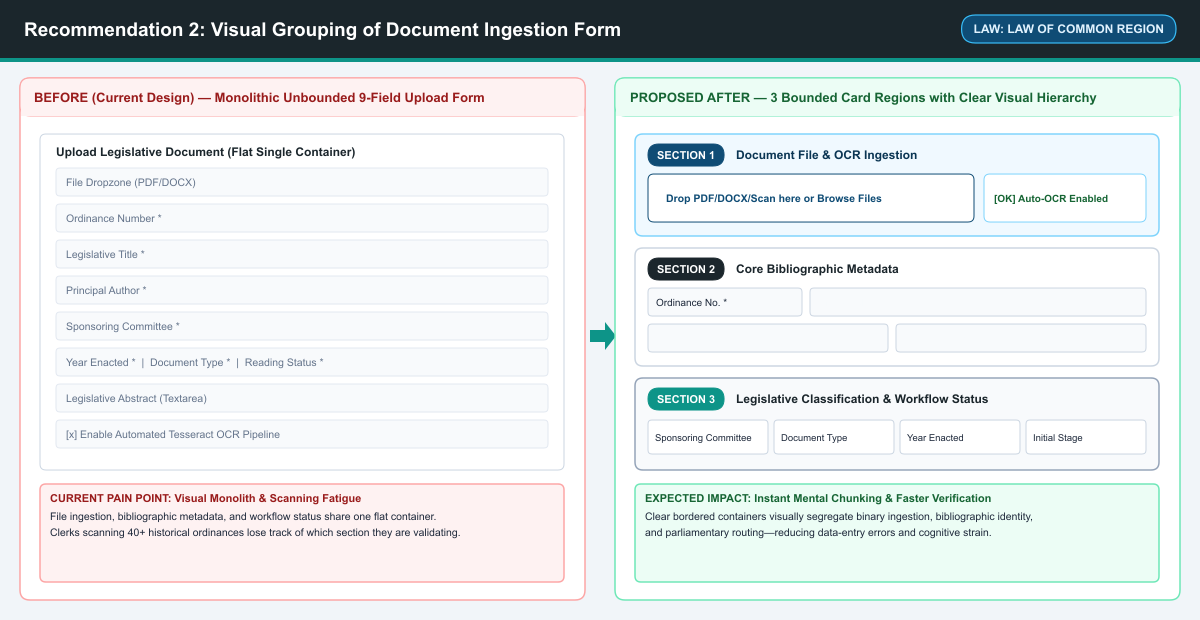 Recommendation 2: Visual Grouping of Document Ingestion Form
LAW: LAW OF COMMON REGION
BEFORE (Current Design) — Monolithic Unbounded 9-Field Upload Form
Upload Legislative Document (Flat Single Container)
File Dropzone (PDF/DOCX)
Ordinance Number *
Legislative Title *
Principal Author *
Sponsoring Committee *
Year Enacted * | Document Type * | Reading Status *
Legislative Abstract (Textarea)
[x] Enable Automated Tesseract OCR Pipeline
CURRENT PAIN POINT: Visual Monolith & Scanning Fatigue
File ingestion, bibliographic metadata, and workflow status share one flat container.
Clerks scanning 40+ historical ordinances lose track of which section they are validating.
PROPOSED AFTER — 3 Bounded Card Regions with Clear Visual Hierarchy
SECTION 1 Document File & OCR Ingestion
Drop PDF/DOCX/Scan here or Browse Files
[OK] Auto-OCR Enabled
SECTION 2 Core Bibliographic Metadata
Ordinance No. *
SECTION 3 Legislative Classification & Workflow Status
Sponsoring Committee
Document Type
Year Enacted
Initial Stage
EXPECTED IMPACT: Instant Mental Chunking & Faster Verification
Clear bordered containers visually segregate binary ingestion, bibliographic identity,
and parliamentary routing—reducing data-entry errors and cognitive strain.